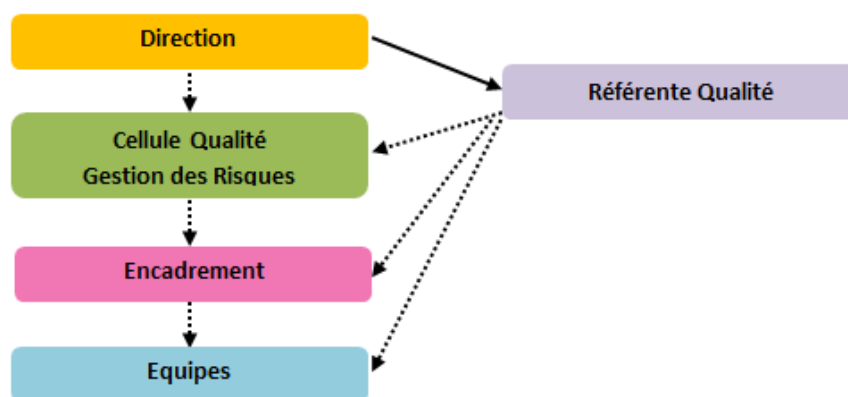 Direction
Référente Qualité
Cellule Qualité
Gestion des Risques
Encadrement
Equipes